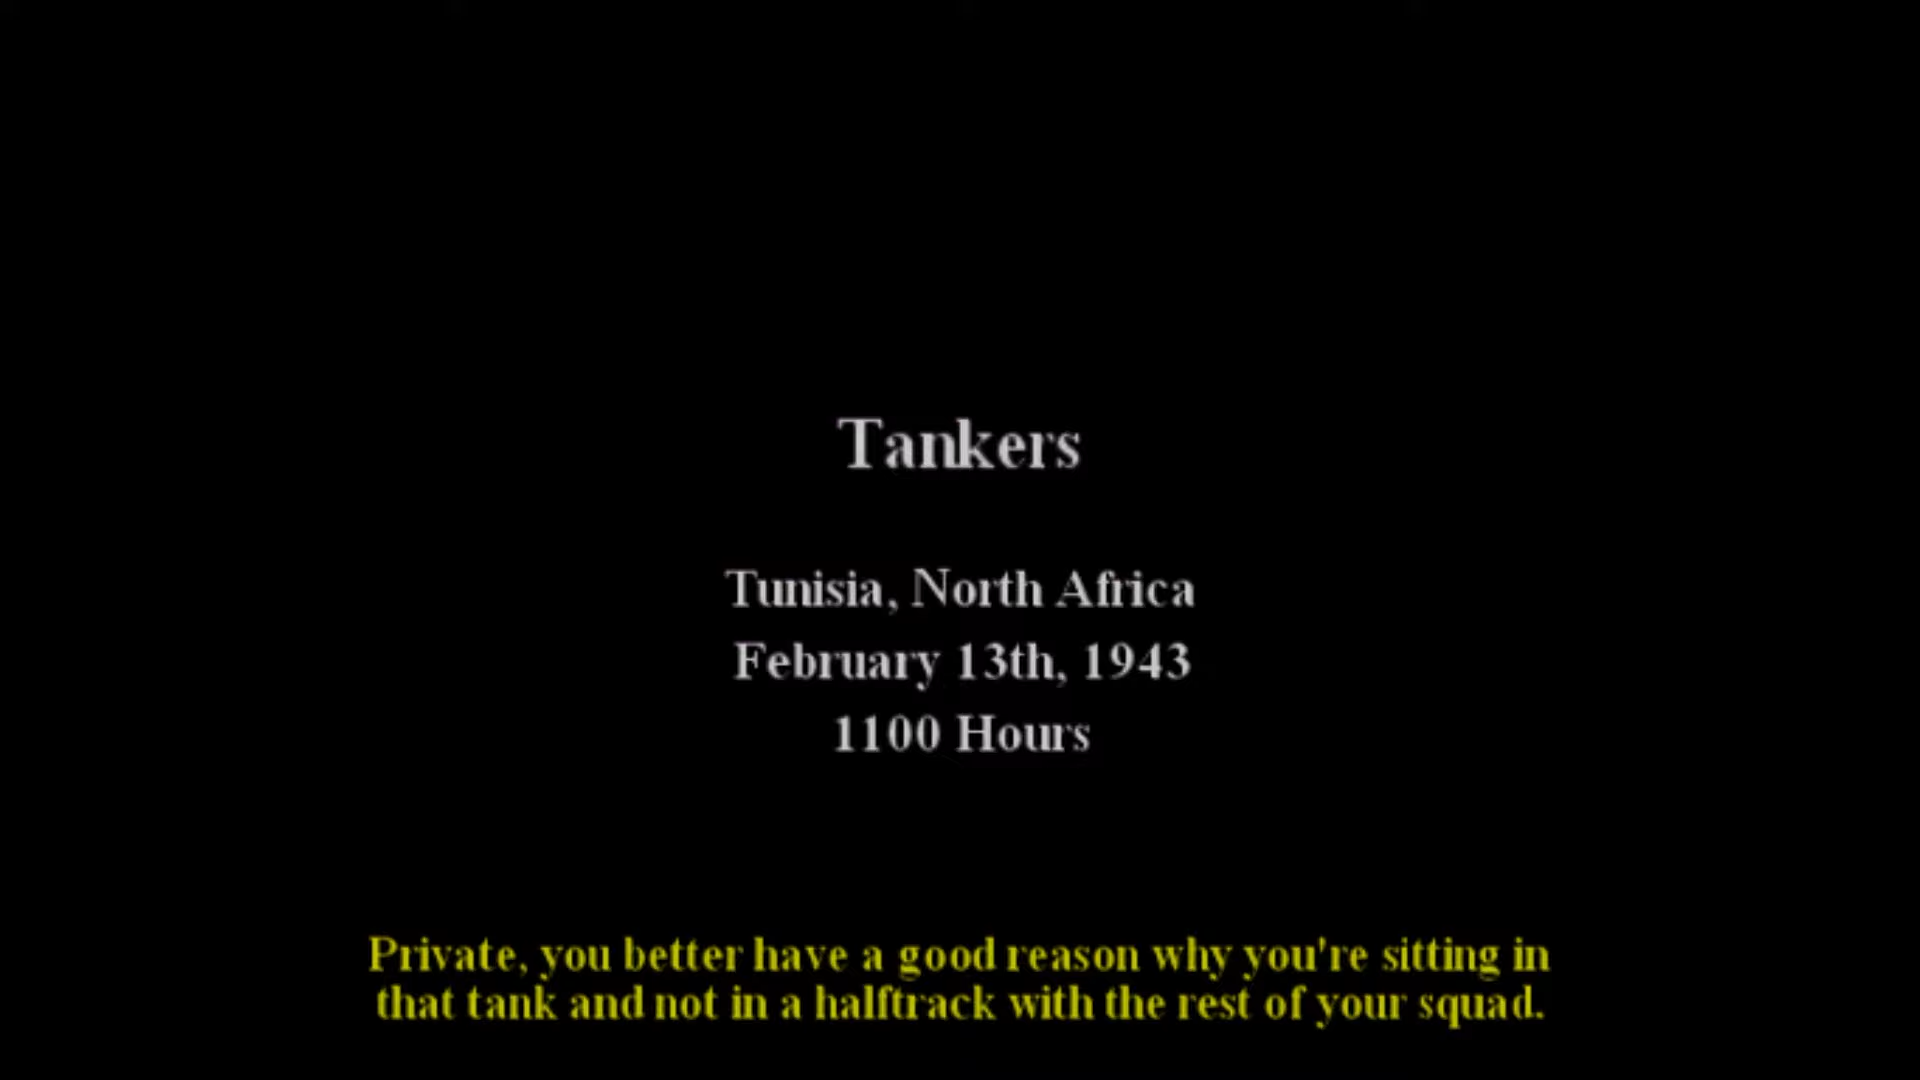 Tankers
Tunisia, North Africa
February 13th, 1943
1100 Hours
Private, you better have a good reason why you're sitting in
that tank and not in a halftrack with the rest of your squad.